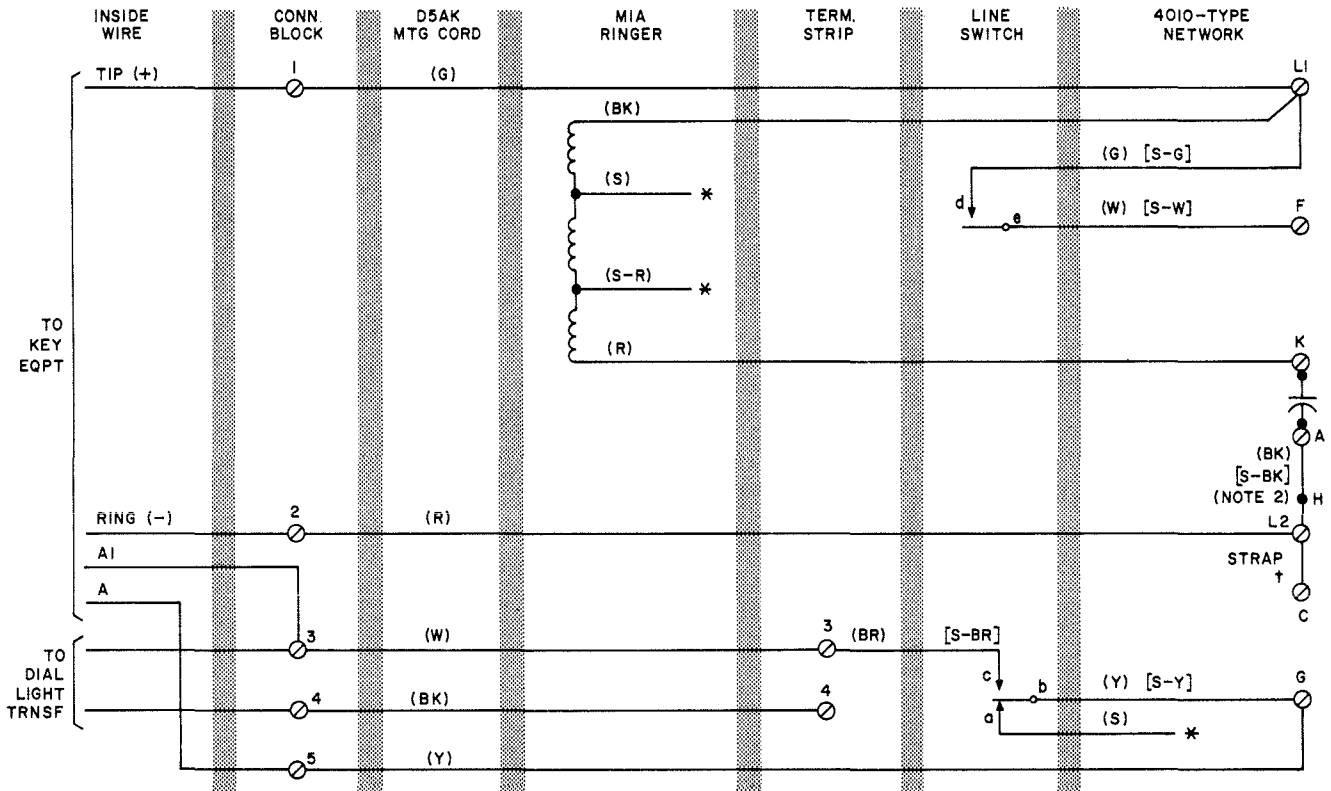 INSIDE WIRE
CONN. BLOCK
D5AK MTG CORD
MIA RINGER
TERM. STRIP
LINE SWITCH
4010-TYPE NETWORK
TIP (+)
1
(G)
L1
(BK)
(G) [S-G]
(S)
*
d
e
(W) [S-W]
F
(S-R)
*
TO KEY EQPT
(R)
K
A
(BK)
[S-BK]
(NOTE 2)
H
RING (-)
2
(R)
L2
A1
STRAP
†
A
C
3
(W)
3
(BR)
[S-BR]
TO DIAL LIGHT TRNSF
c
b
(Y) [S-Y]
G
4
(BK)
4
a
(S)
*
5
(Y)